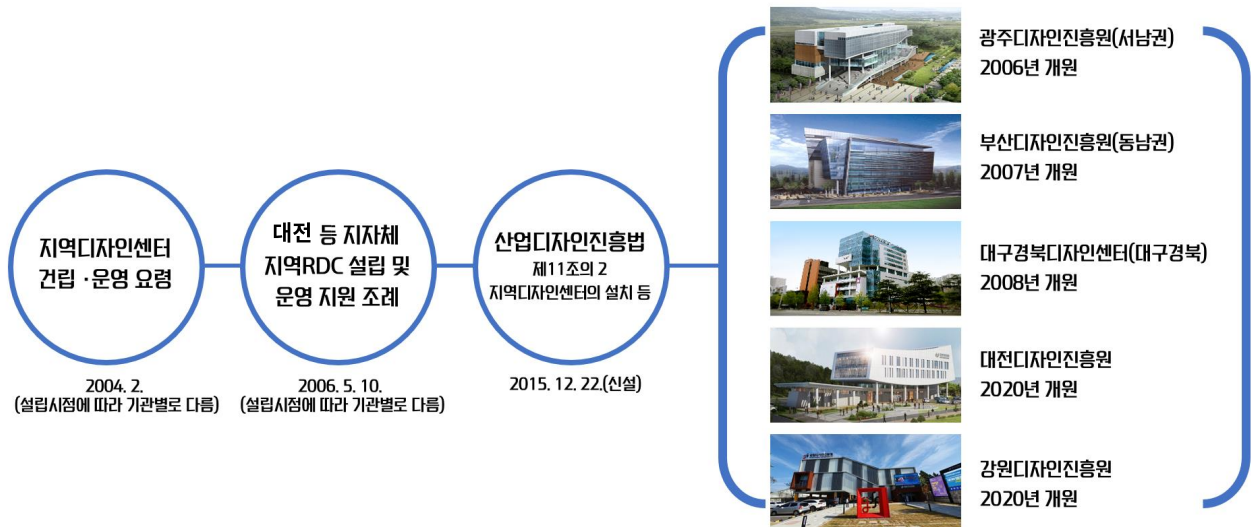 지역디자인센터
건립 ·운영 요령
2004. 2.
(설립시점에 따라 기관별로 다름)
대전 등 지자체
지역RDC 설립 및
운영 지원 조례
2006. 5. 10.
(설립시점에 따라 기관별로 다름)
산업디자인진흥법
제11조의 2
지역디자인센터의 설치 등
2015. 12. 22.(신설)
광주디자인진흥원(서남권)
2006년 개원
부산디자인진흥원(동남권)
2007년 개원
대구경북디자인센터(대구경북)
2008년 개원
대전디자인진흥원
2020년 개원
강원디자인진흥원
2020년 개원